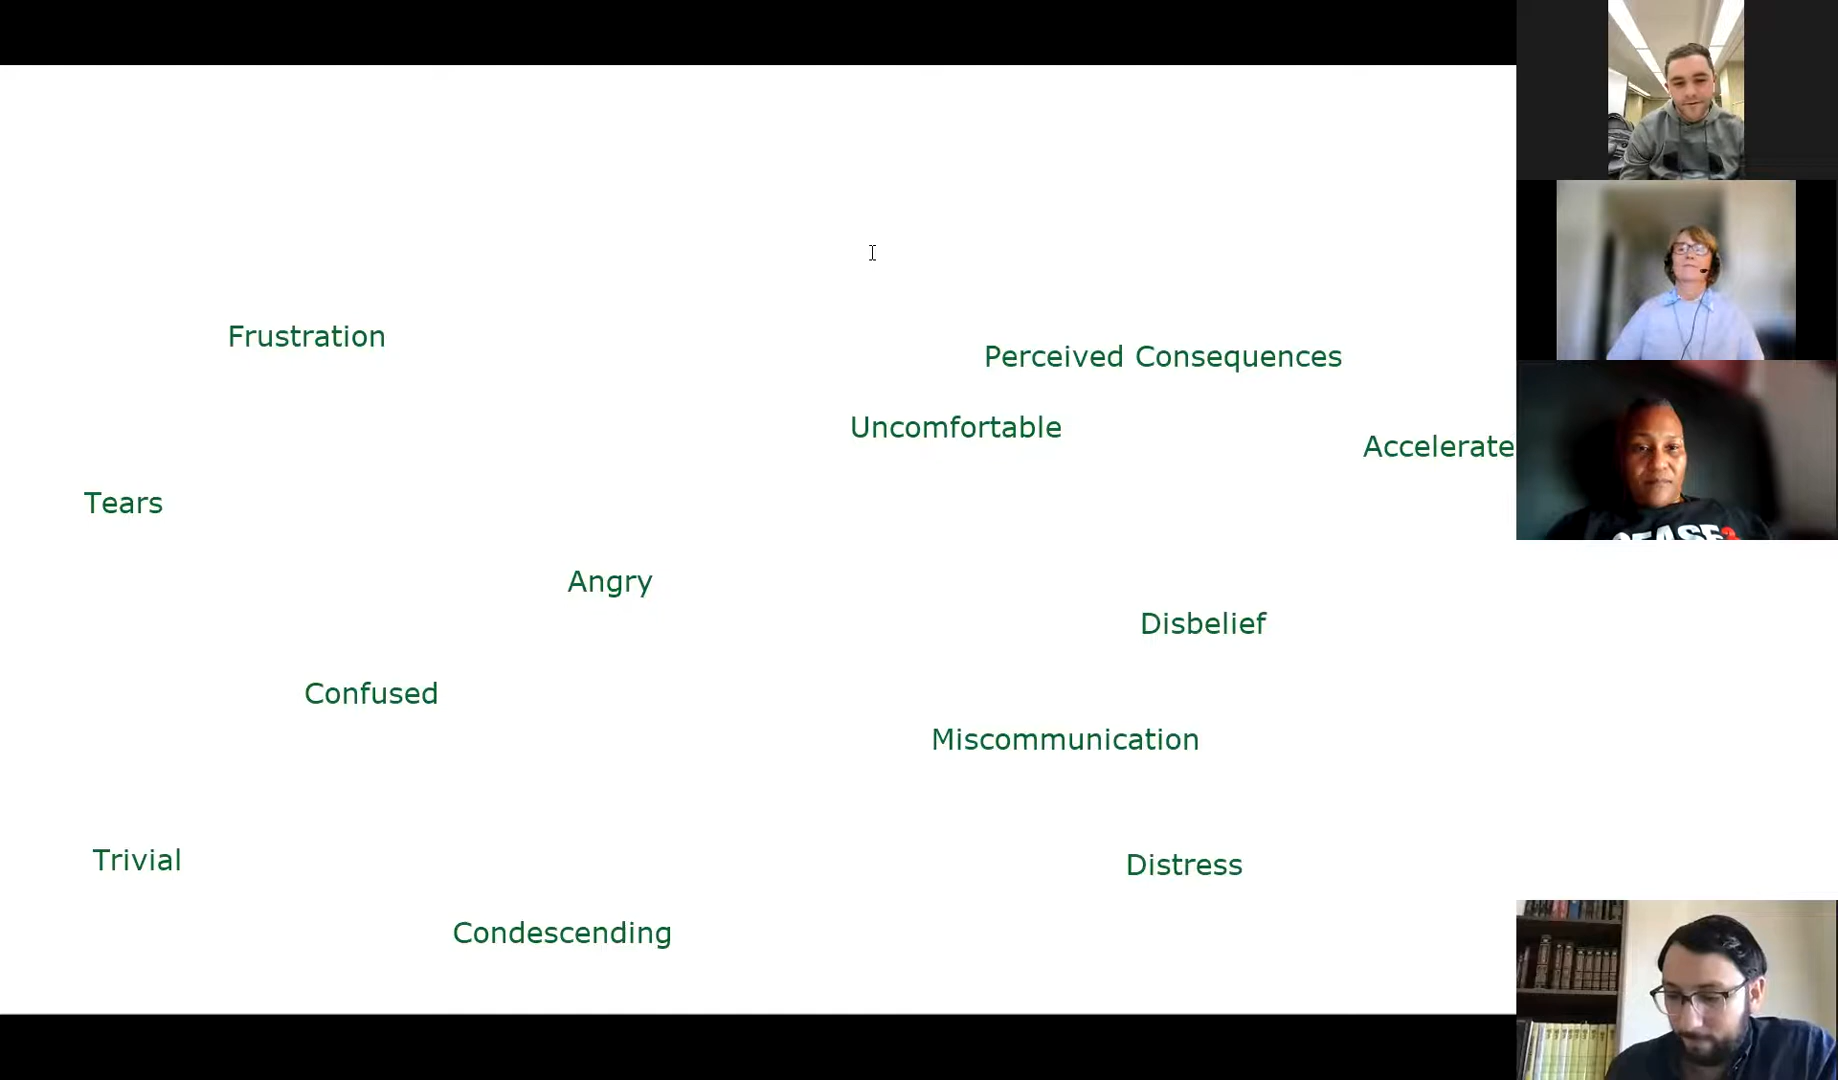 Frustration
Perceived Consequences
Uncomfortable
Accelerate
Tears
Angry
Disbelief
Confused
Miscommunication
Trivial
Distress
Condescending